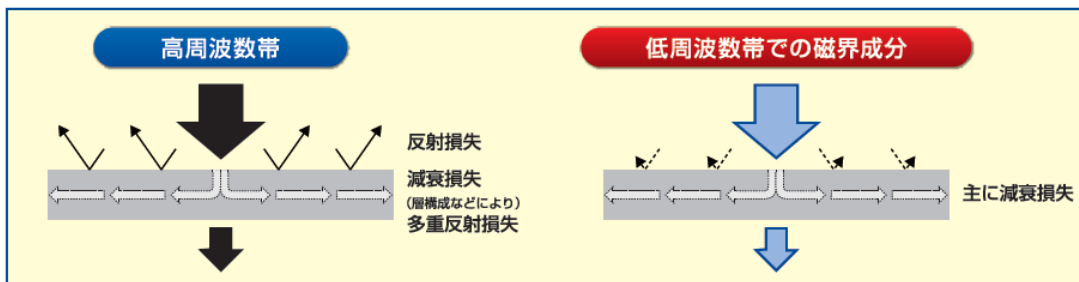 高周波数帯
低周波数帯での磁界成分
反射損失
減衰損失
（層構成などにより）
多重反射損失
主に減衰損失